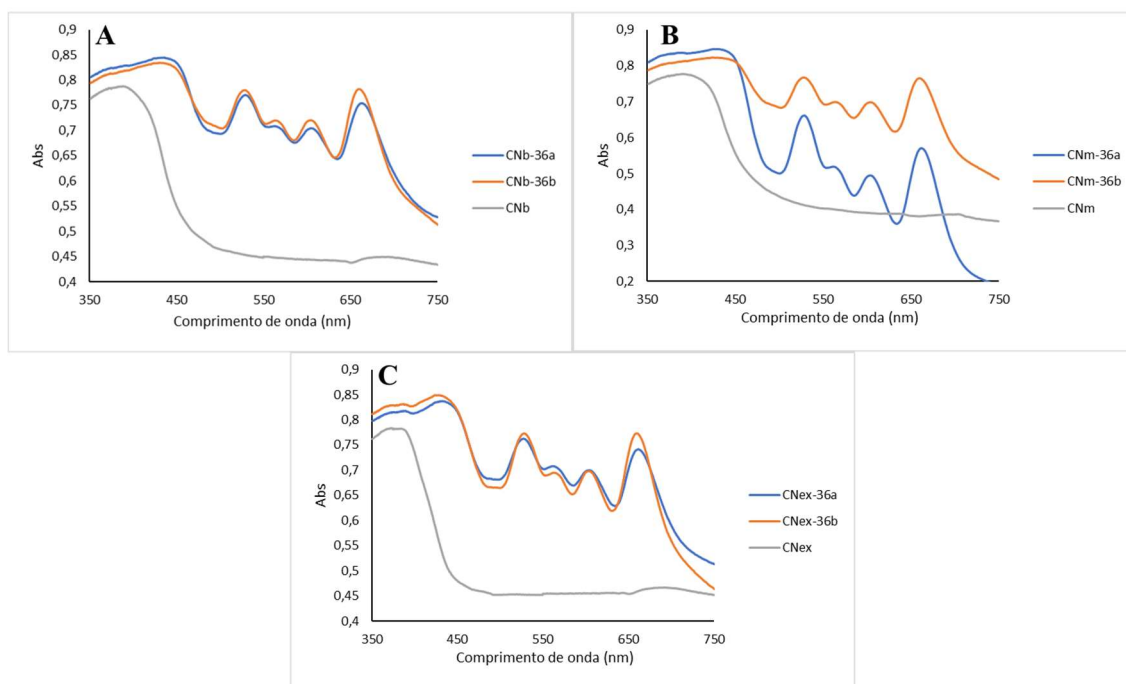 A
Abs
0,9
0,85
0,8
0,75
0,7
0,65
0,6
0,55
0,5
0,45
0,4
350 450 550 650 750
Comprimento de onda (nm)
CNb-36a
CNb-36b
CNb
B
Abs
0,9
0,8
0,7
0,6
0,5
0,4
0,3
0,2
350 450 550 650 750
Comprimento de onda (nm)
CNm-36a
CNm-36b
CNm
C
Abs
0,9
0,85
0,8
0,75
0,7
0,65
0,6
0,55
0,5
0,45
0,4
350 450 550 650 750
Comprimento de onda (nm)
CNex-36a
CNex-36b
CNex